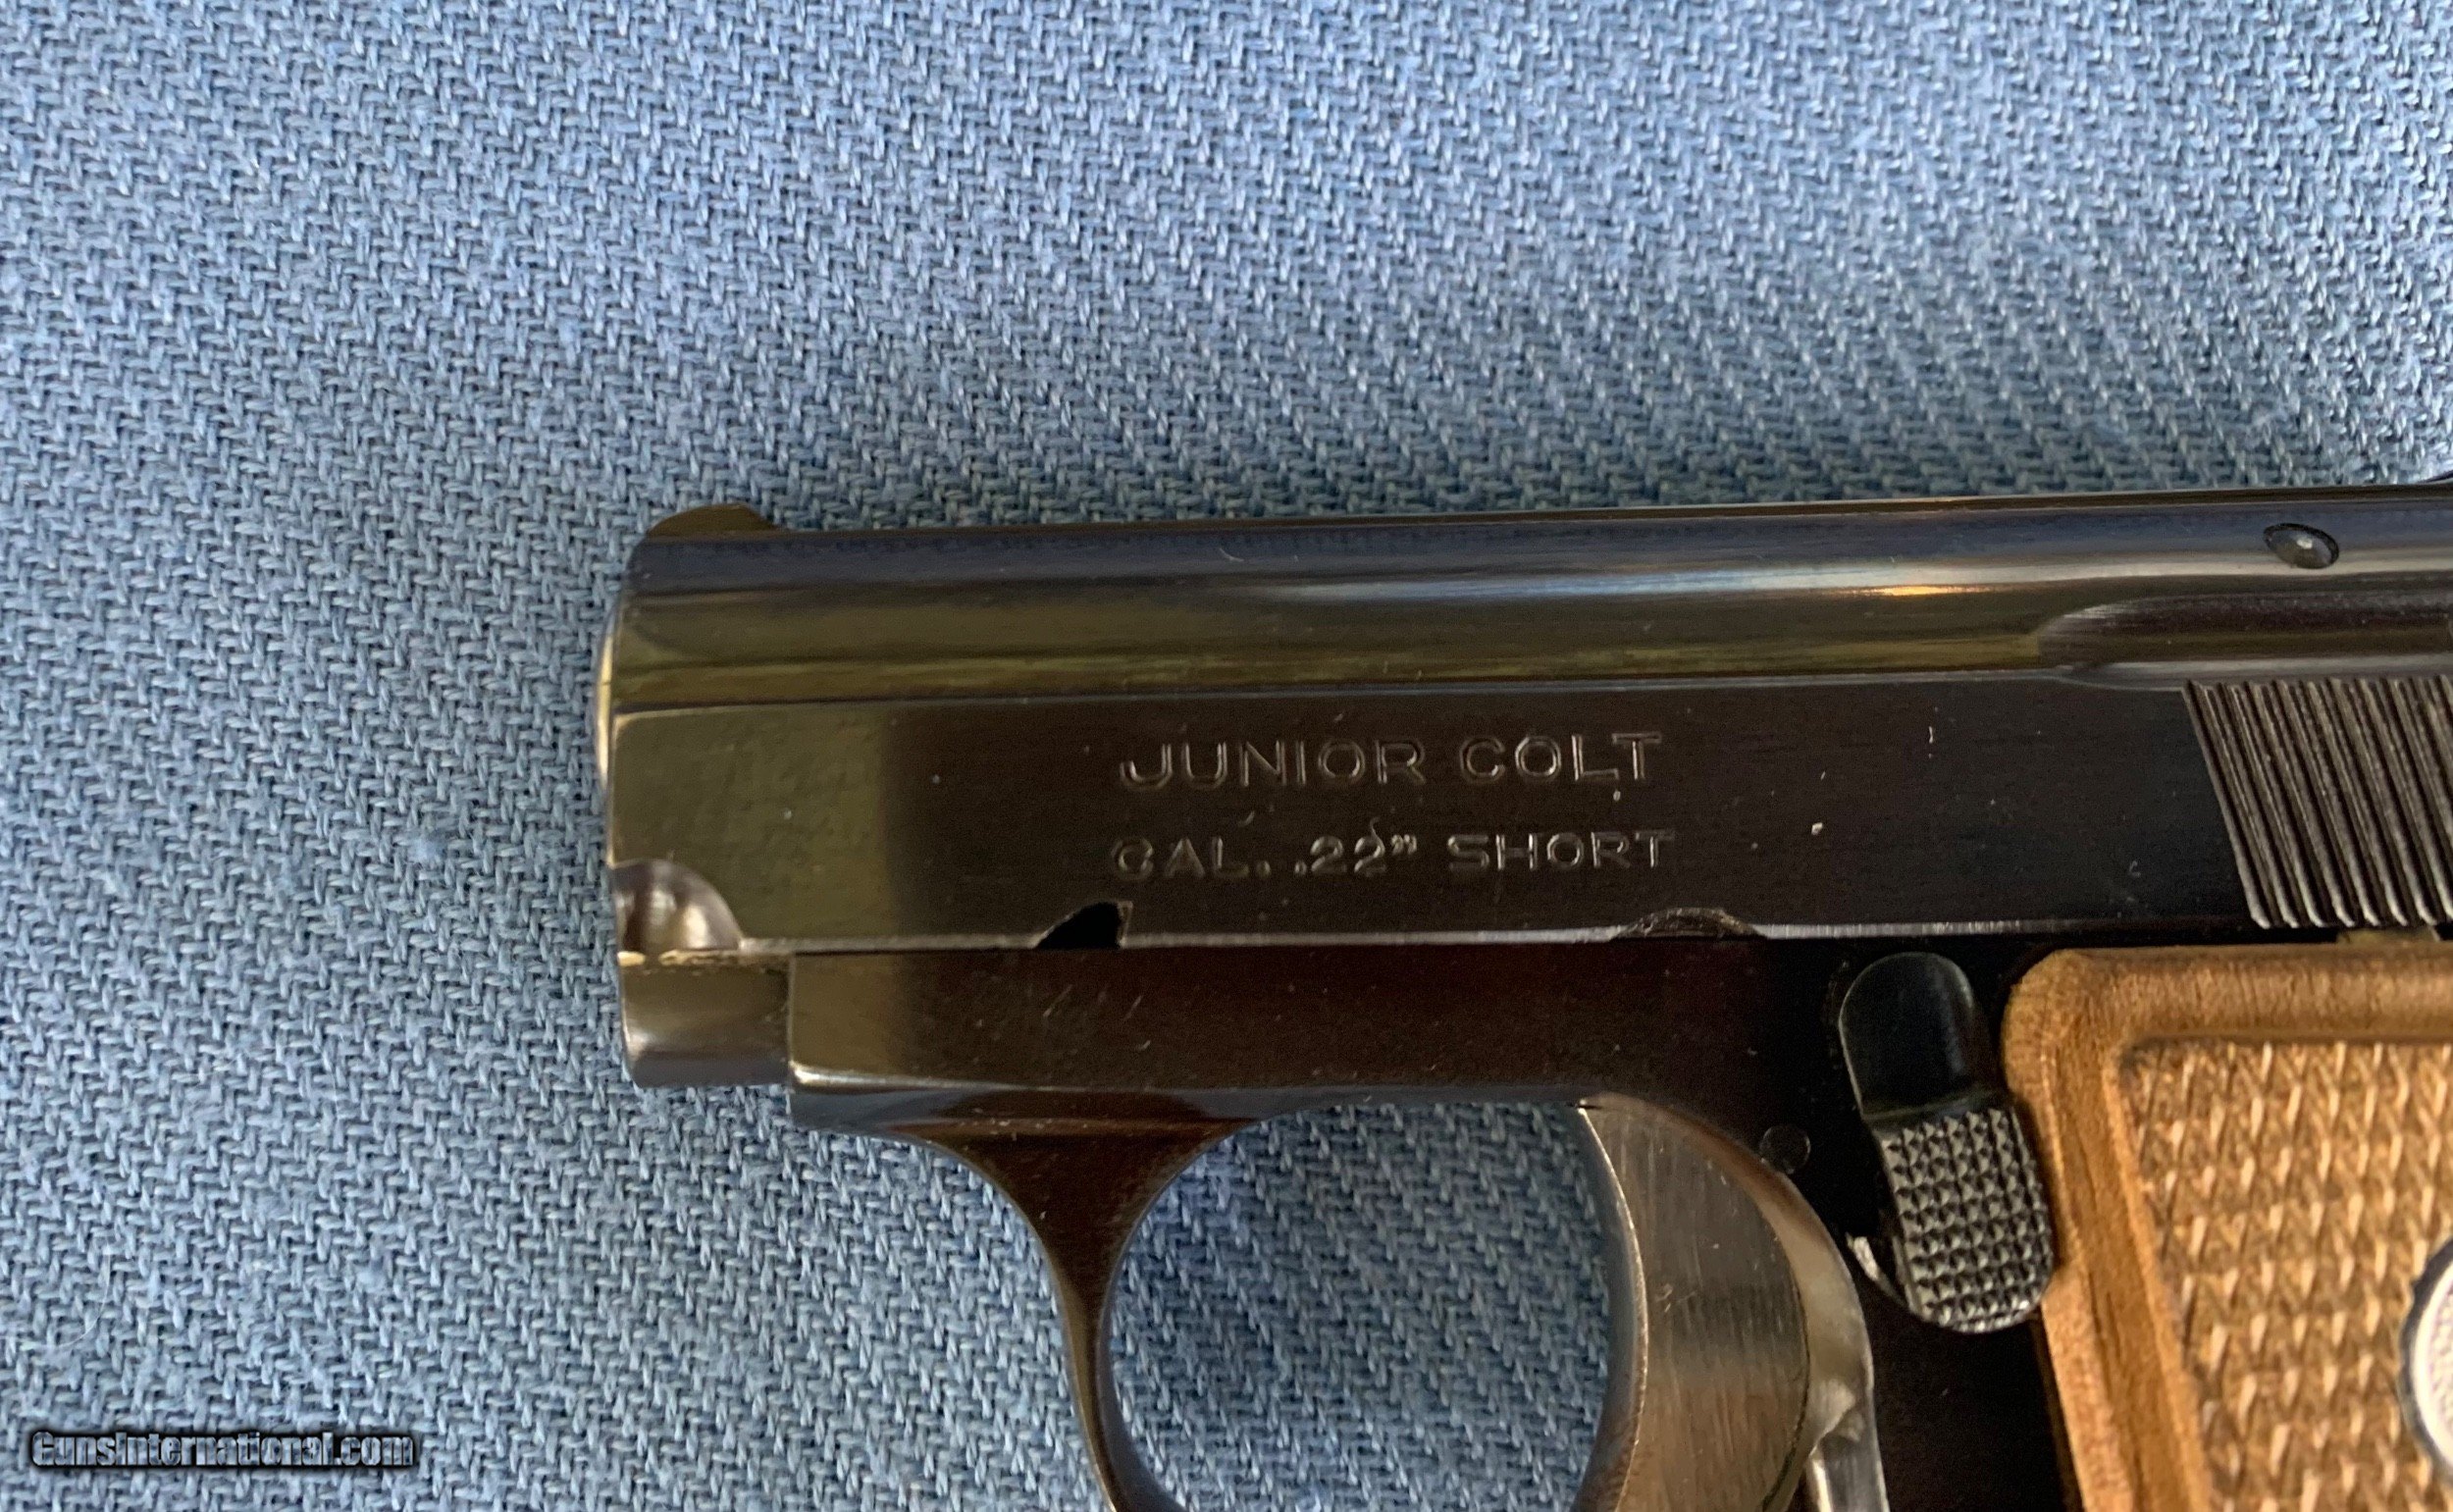 JUNIOR COLT
CAL. .22" SHORT
GunsInternational.com